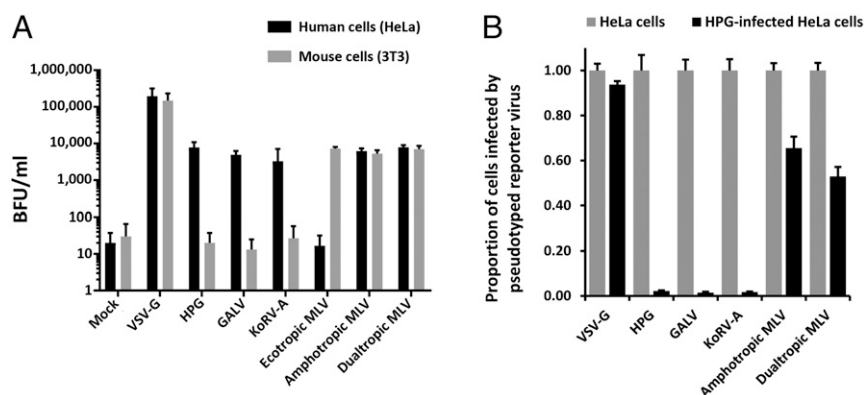 A
Human cells (HeLa)
Mouse cells (3T3)
BFU/ml
1,000,000
100,000
10,000
1,000
100
10
1
Mock
VSV-G
HPG
GALV
KoRV-A
Ecotropic MLV
Amphotropic MLV
Dualtropic MLV
B
HeLa cells
HPG-infected HeLa cells
Proportion of cells infected by
pseudotyped reporter virus
1.00
0.80
0.60
0.40
0.20
0.00
VSV-G
HPG
GALV
KoRV-A
Amphotropic MLV
Dualtropic MLV